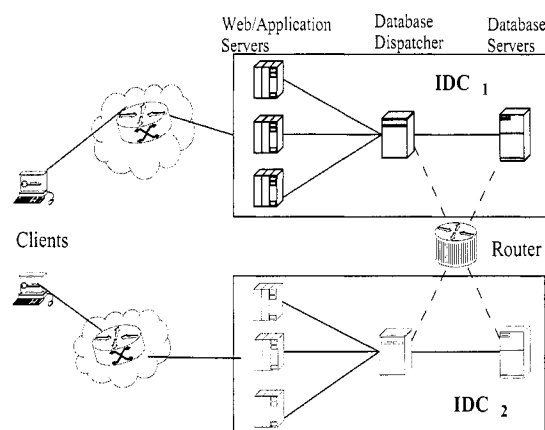 Web/Application
Servers
Database
Dispatcher
Database
Servers
IDC 1
Clients
Router
IDC 2